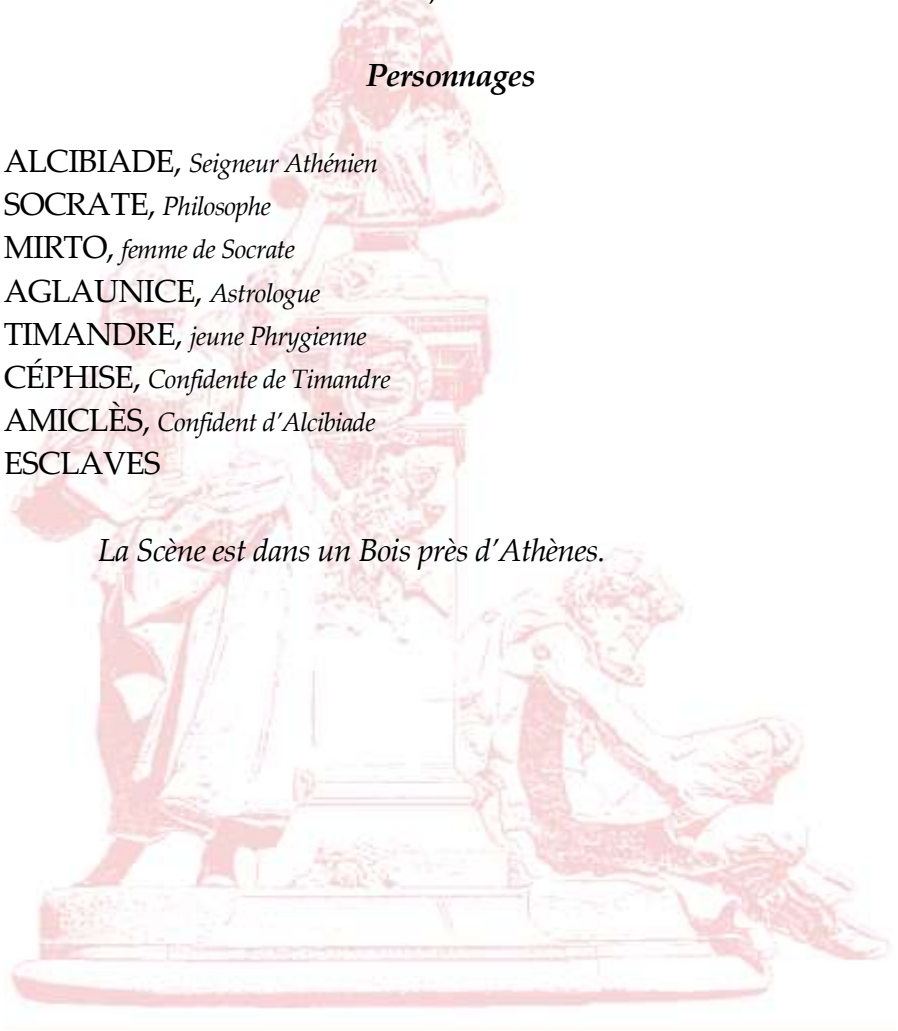 Personnages
ALCIBIADE, Seigneur Athénien
SOCRATE, Philosophe
MIRTO, femme de Socrate
AGLAUNICE, Astrologue
TIMANDRE, jeune Phrygienne
CÉPHISE, Confidente de Timandre
AMICLÈS, Confident d'Alcibiade
ESCLAVES
La Scène est dans un Bois près d'Athènes.